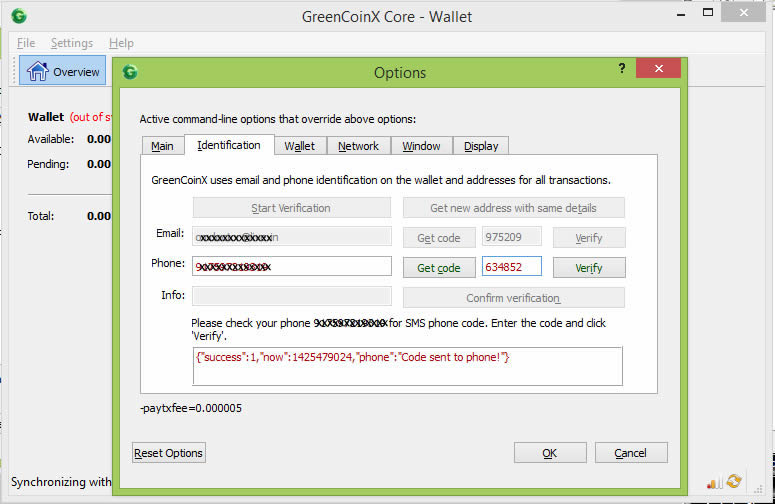 GreenCoinX Core - Wallet
File Settings Help
Overview
Options
Wallet (out of
Active command-line options that override above options:
Available: 0.00
Main Identification Wallet Network Window Display
Pending: 0.00
GreenCoinX uses email and phone identification on the wallet and addresses for all transactions.
Start Verification Get new address with same details
Total: 0.00
Email: Get code 975209 Verify
Phone: Get code 634852 Verify
Info: Confirm verification
Please check your phone for SMS phone code. Enter the code and click
'Verify'.
{"success":1,"now":1425479024,"phone":"Code sent to phone!"}
-paytxfee=0.000005
Reset Options OK Cancel
Synchronizing with